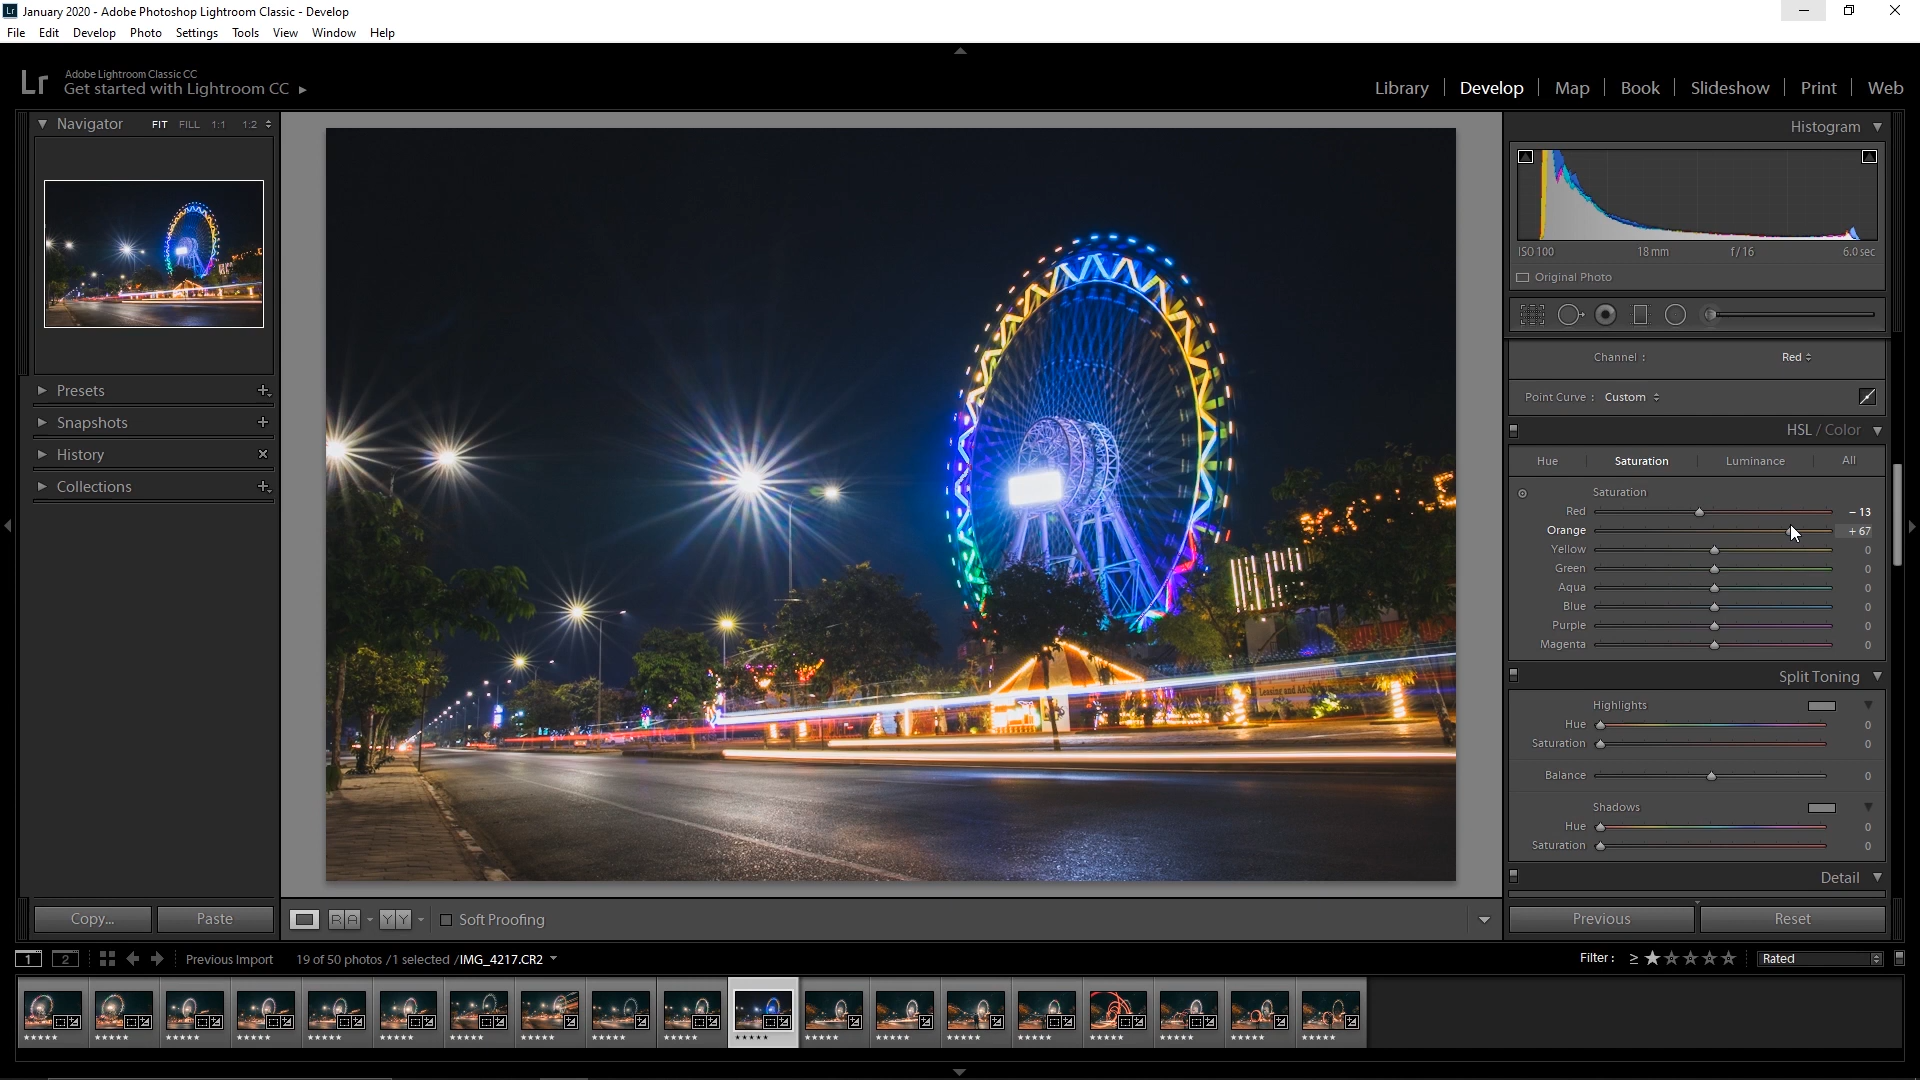 Lr January 2020 - Adobe Photoshop Lightroom Classic - Develop
File Edit Develop Photo Settings Tools View Window Help
Lr Adobe Lightroom Classic CC
Get started with Lightroom CC
Library Develop Map Book Slideshow Print Web
Navigator FIT FILL 1:1 1:2
Presets
Snapshots
History
Collections
Copy... Paste
Leasing and
Soft Proofing
Histogram
ISO 100 18 mm f / 16 6.0 sec
Original Photo
Channel : Red
Point Curve : Custom
HSL / Color
Hue Saturation Luminance All
Saturation
Red - 13
Orange + 67
Yellow 0
Green 0
Aqua 0
Blue 0
Purple 0
Magenta 0
Split Toning
Highlights
Hue 0
Saturation 0
Balance 0
Shadows
Hue 0
Saturation 0
Detail
Previous Reset
1 2 Previous Import 19 of 50 photos / 1 selected / IMG_4217.CR2 Filter : ≥ Rated